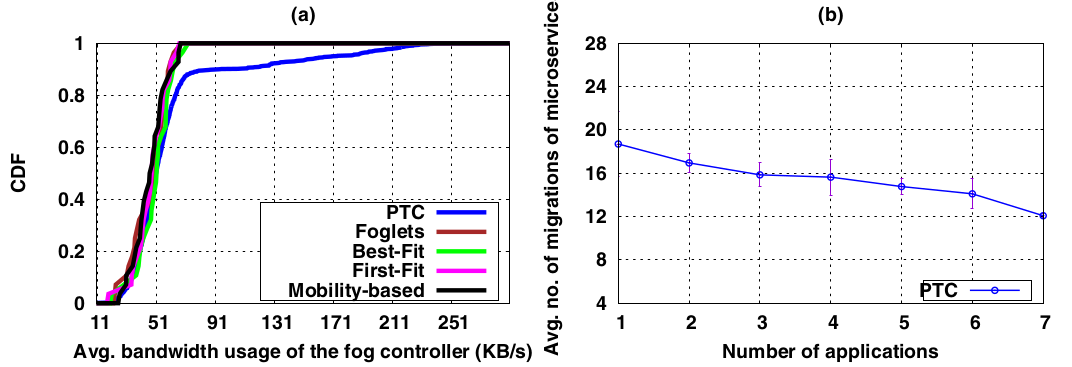 (a)
1
0.8
0.6
0.4
0.2
0
CDF
PTC
Foglets
Best-Fit
First-Fit
Mobility-based
11 51 91 131 171 211 251
Avg. bandwidth usage of the fog controller (KB/s)
(b)
Avg. no. of migrations of microservice
28
24
20
16
12
8
4
PTC
1 2 3 4 5 6 7
Number of applications